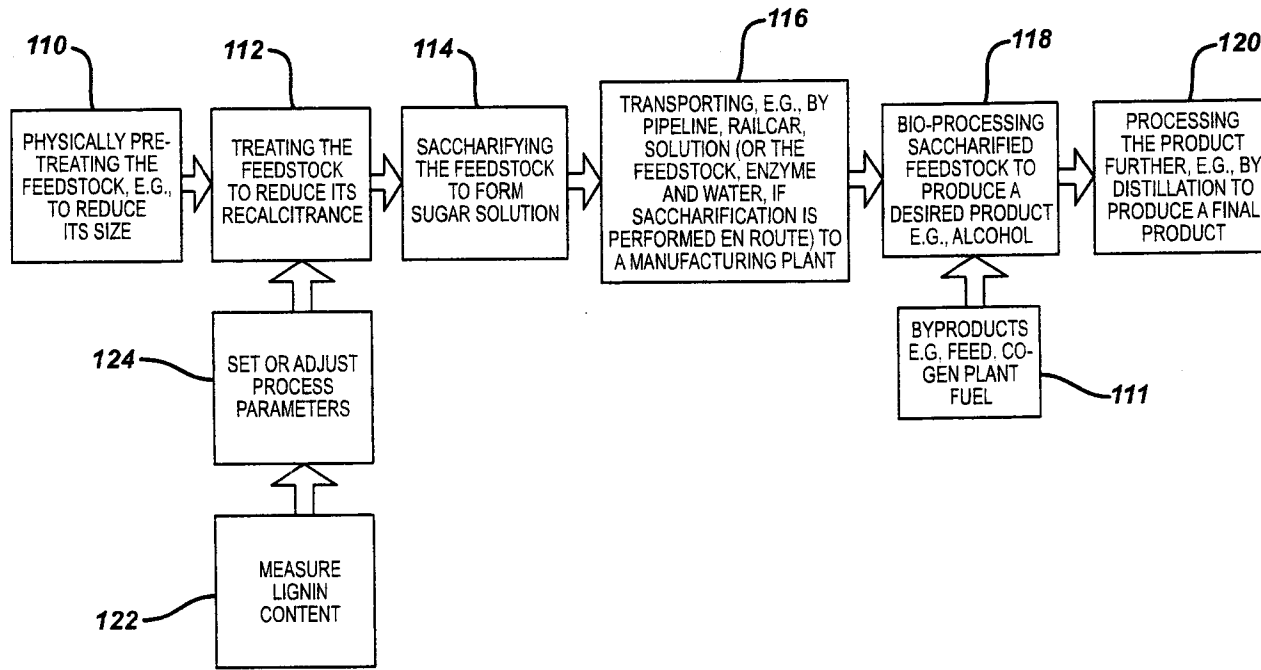 110
112
114
116
118
120
PHYSICALLY PRE-
TREATING THE
FEEDSTOCK, E.G.,
TO REDUCE
ITS SIZE
TREATING THE
FEEDSTOCK
TO REDUCE ITS
RECALCITRANCE
SACCHARIFYING
THE FEEDSTOCK
TO FORM
SUGAR SOLUTION
TRANSPORTING, E.G., BY
PIPELINE, RAILCAR,
SOLUTION (OR THE
FEEDSTOCK, ENZYME
AND WATER, IF
SACCHARIFICATION IS
PERFORMED EN ROUTE) TO
A MANUFACTURING PLANT
BIO-PROCESSING
SACCHARIFIED
FEEDSTOCK TO
PRODUCE A
DESIRED PRODUCT
E.G., ALCOHOL
PROCESSING
THE PRODUCT
FURTHER, E.G., BY
DISTILLATION TO
PRODUCE A FINAL
PRODUCT
124
SET OR ADJUST
PROCESS
PARAMETERS
BYPRODUCTS
E.G. FEED. CO-
GEN PLANT
FUEL
111
122
MEASURE
LIGNIN
CONTENT